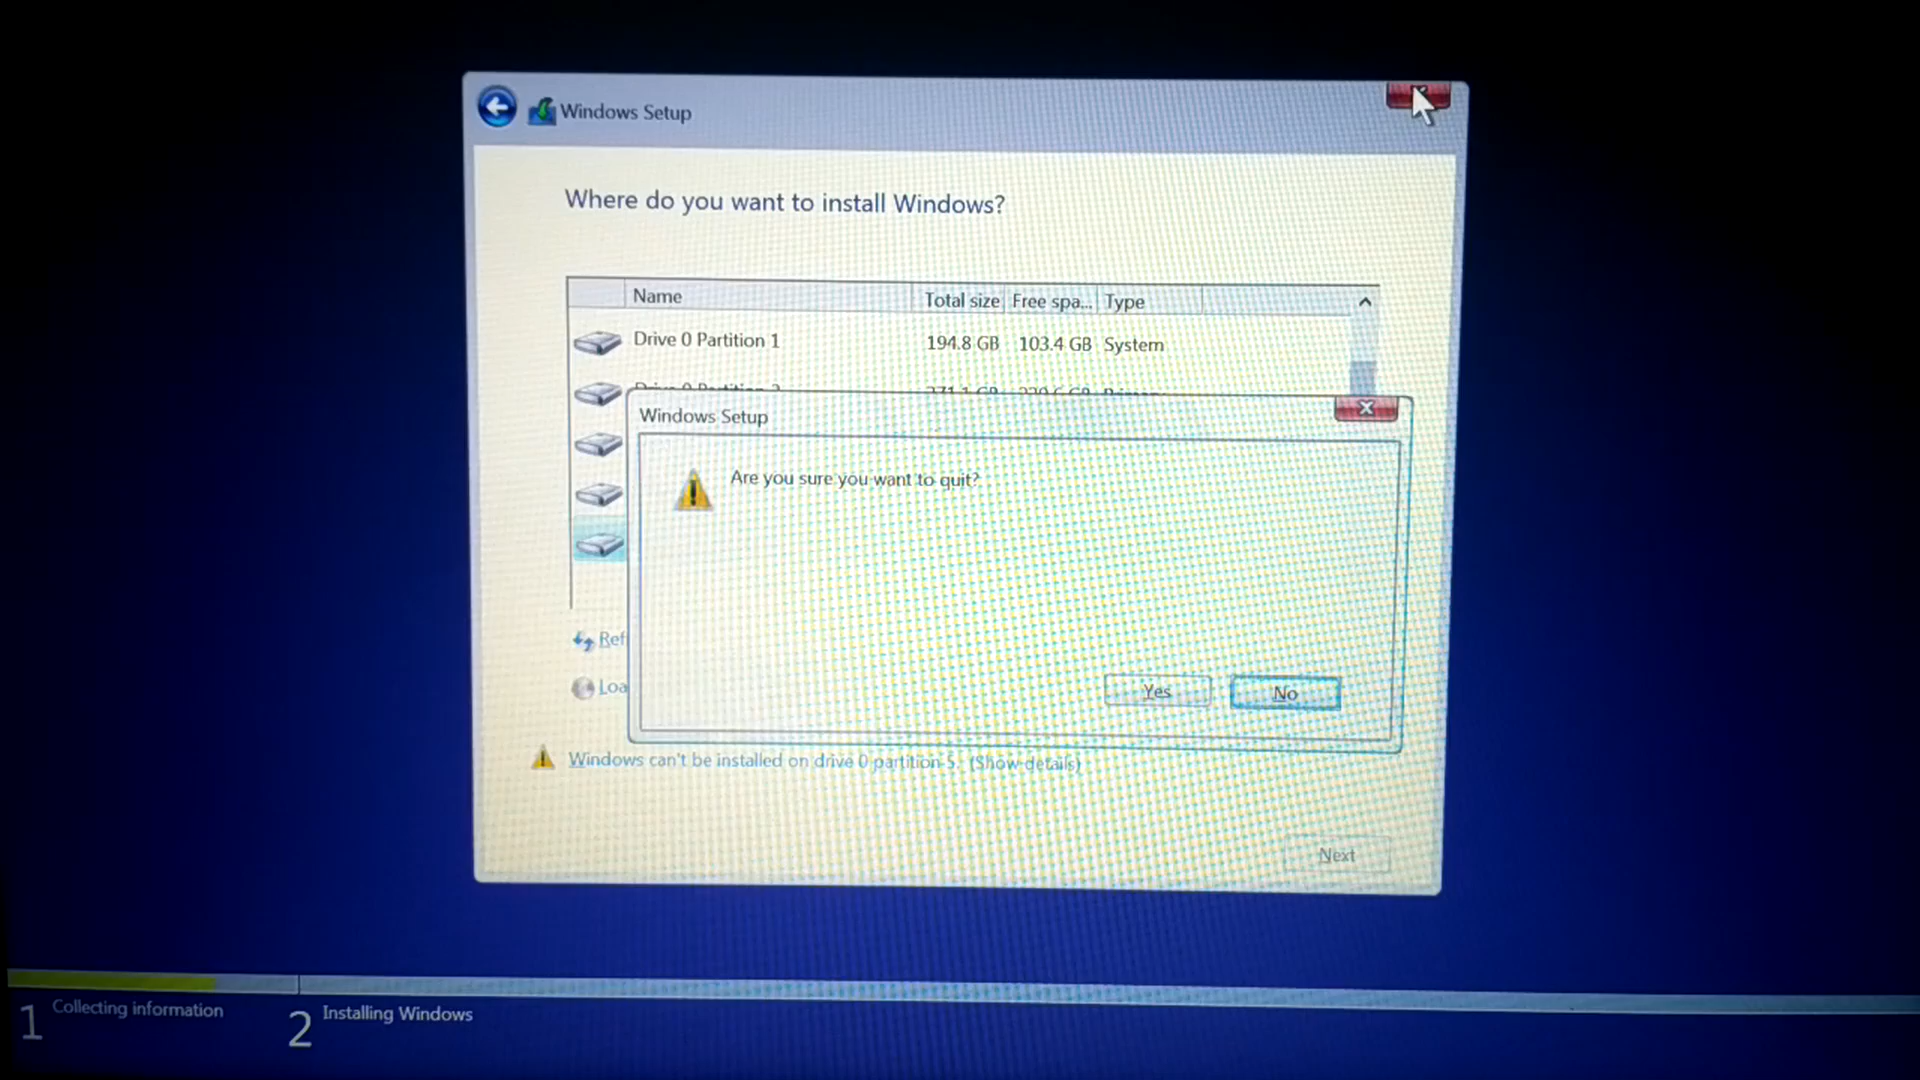 Windows Setup
Where do you want to install Windows?
Name Total size Free spa... Type
Drive 0 Partition 1 194.8 GB 103.4 GB System
Windows Setup
Are you sure you want to quit?
Ref
Loa
Yes No
Windows can't be installed on drive 0 partition 5. (Show details)
Next
1 Collecting information
2 Installing Windows